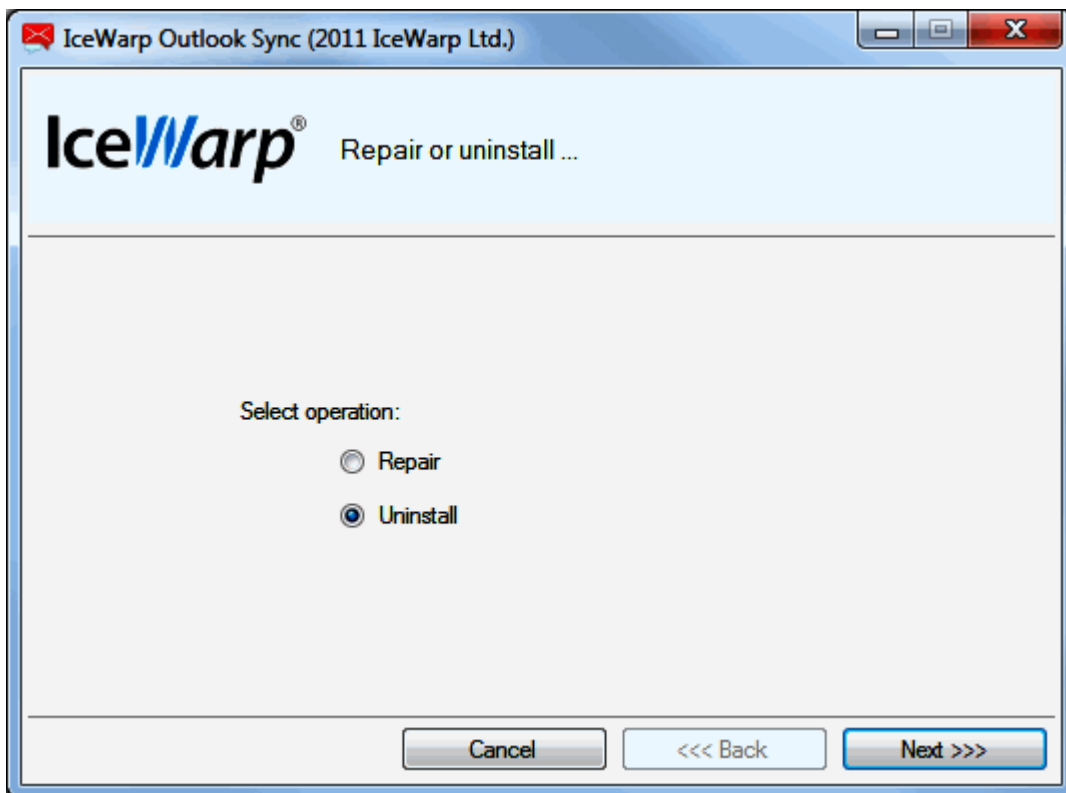 IceWarp Outlook Sync (2011 IceWarp Ltd.)
IceWarp®
Repair or uninstall ...
Select operation:
Repair
Uninstall
Cancel
<<< Back
Next >>>